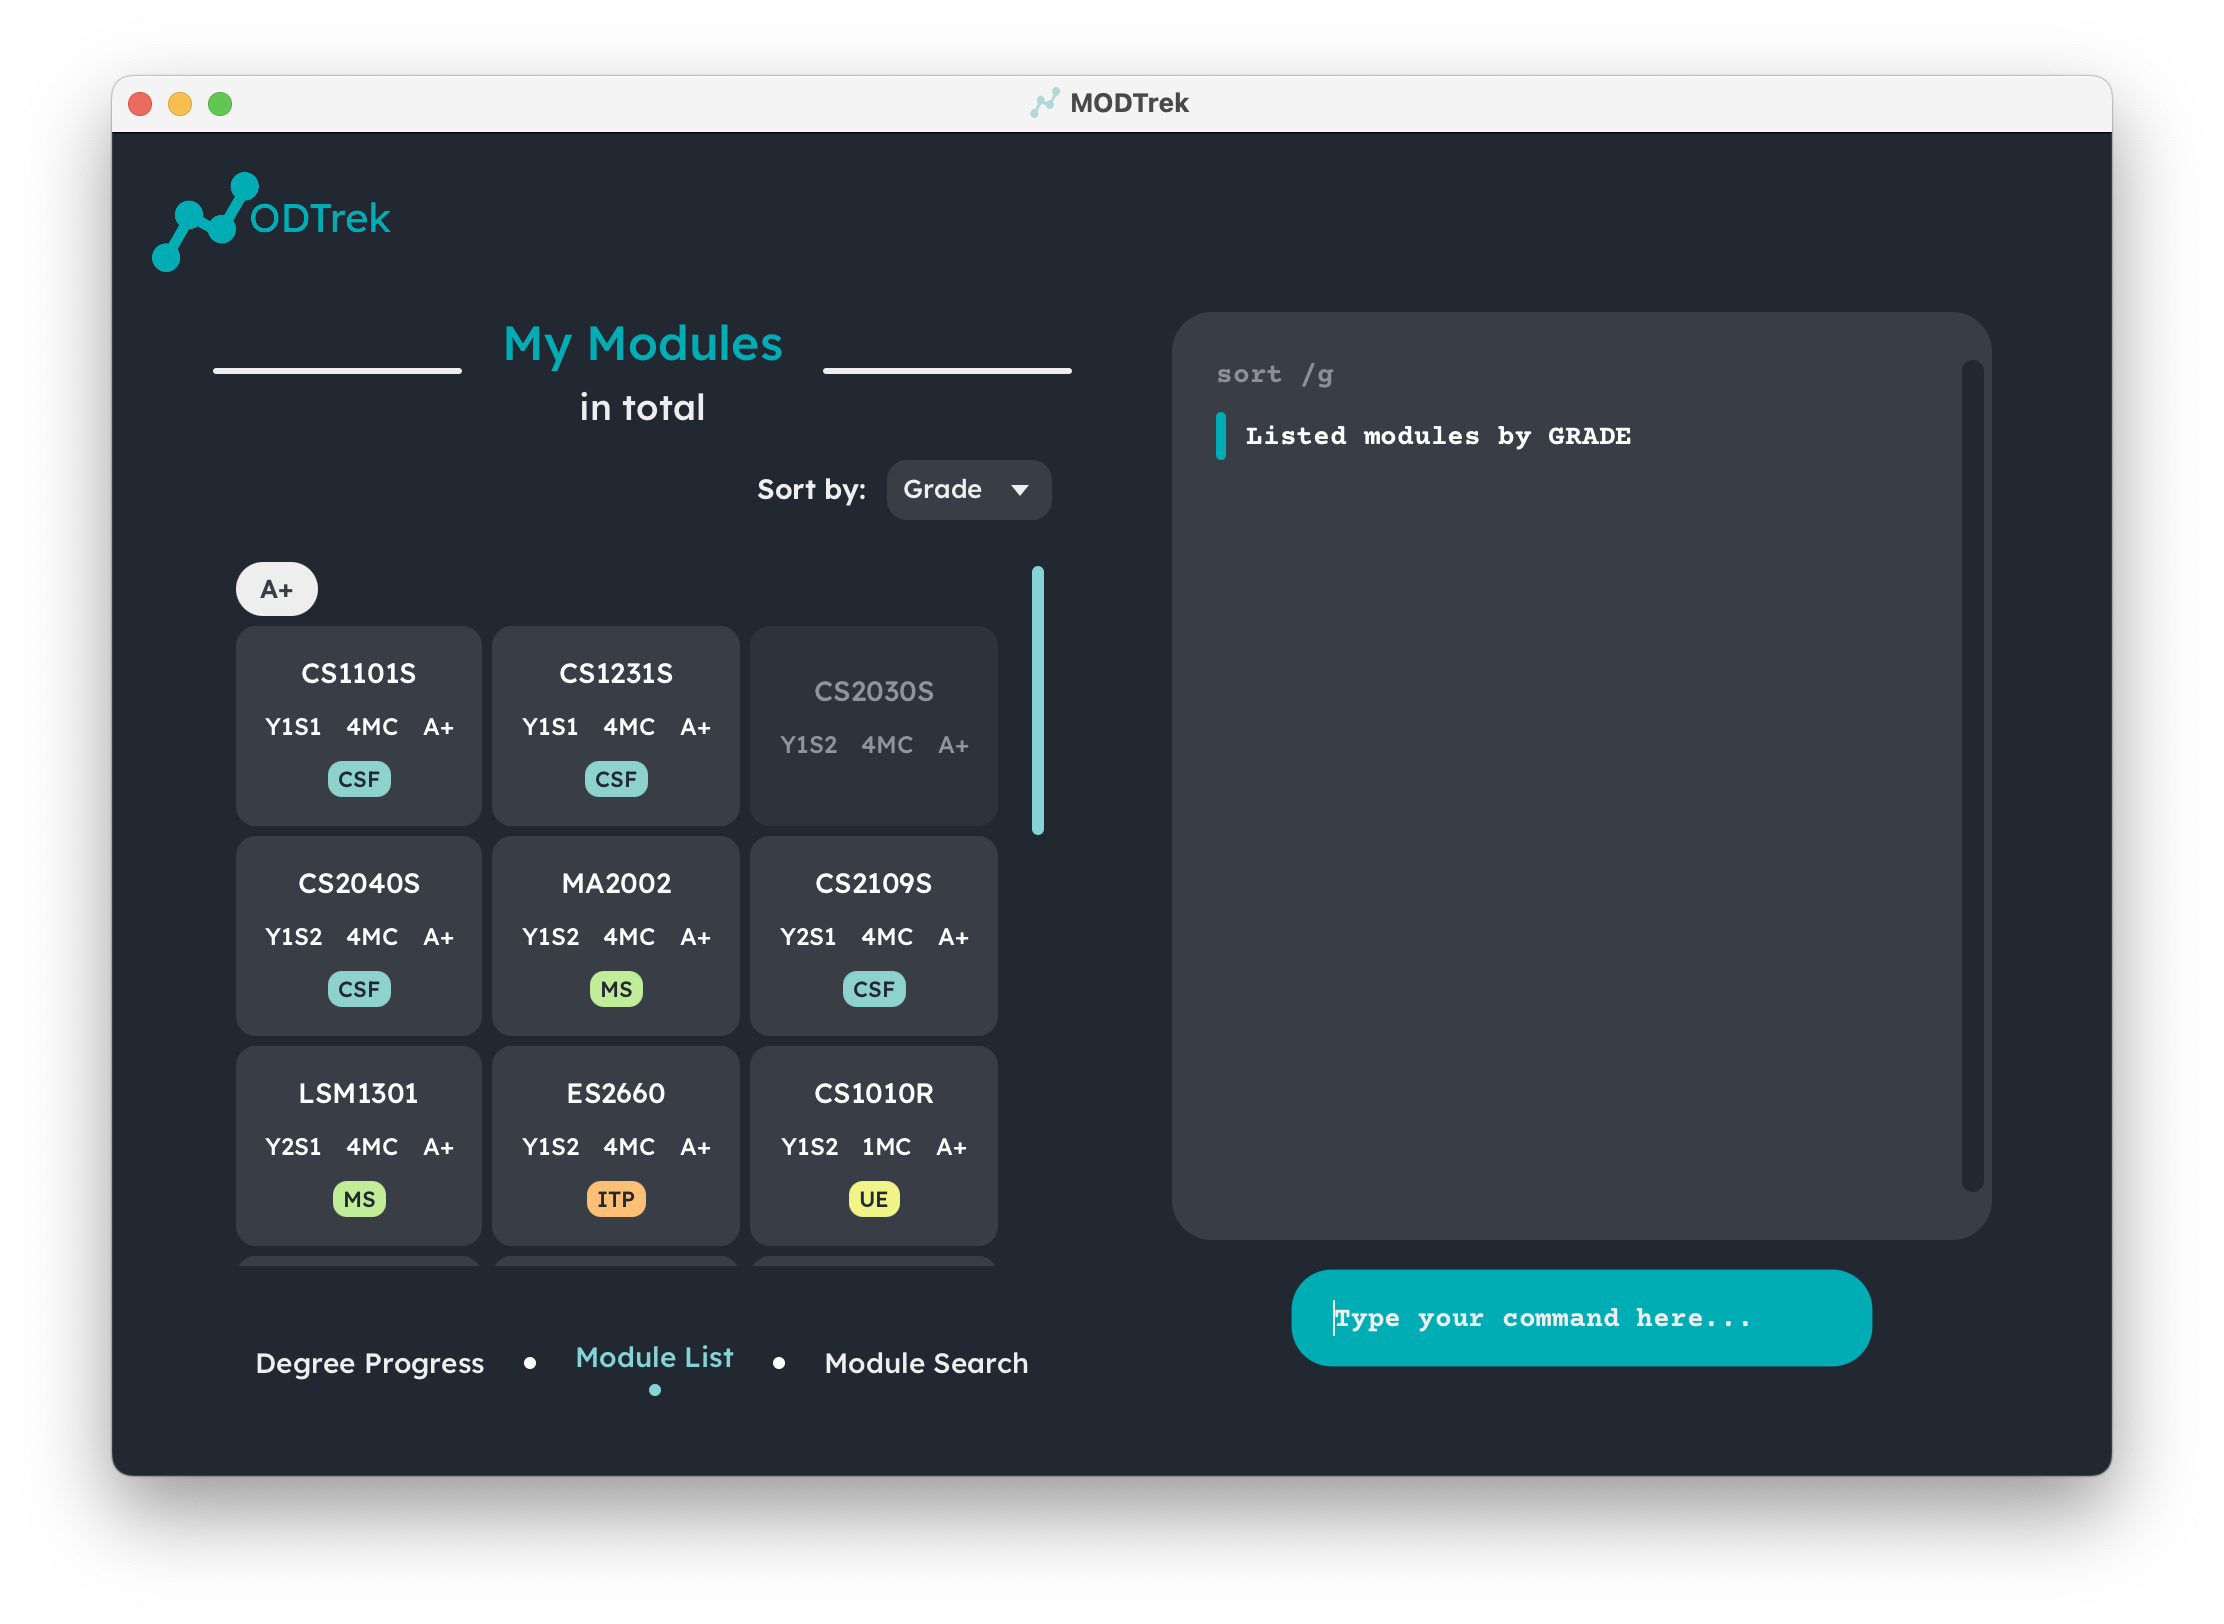 MODTrek
ODTrek
My Modules
in total
Sort by: Grade
A+
CS1101S
Y1S1 4MC A+
CSF
CS1231S
Y1S1 4MC A+
CSF
CS2030S
Y1S2 4MC A+
CS2040S
Y1S2 4MC A+
CSF
MA2002
Y1S2 4MC A+
MS
CS2109S
Y2S1 4MC A+
CSF
LSM1301
Y2S1 4MC A+
MS
ES2660
Y1S2 4MC A+
ITP
CS1010R
Y1S2 1MC A+
UE
Degree Progress
Module List
Module Search
sort /g
Listed modules by GRADE
Type your command here...